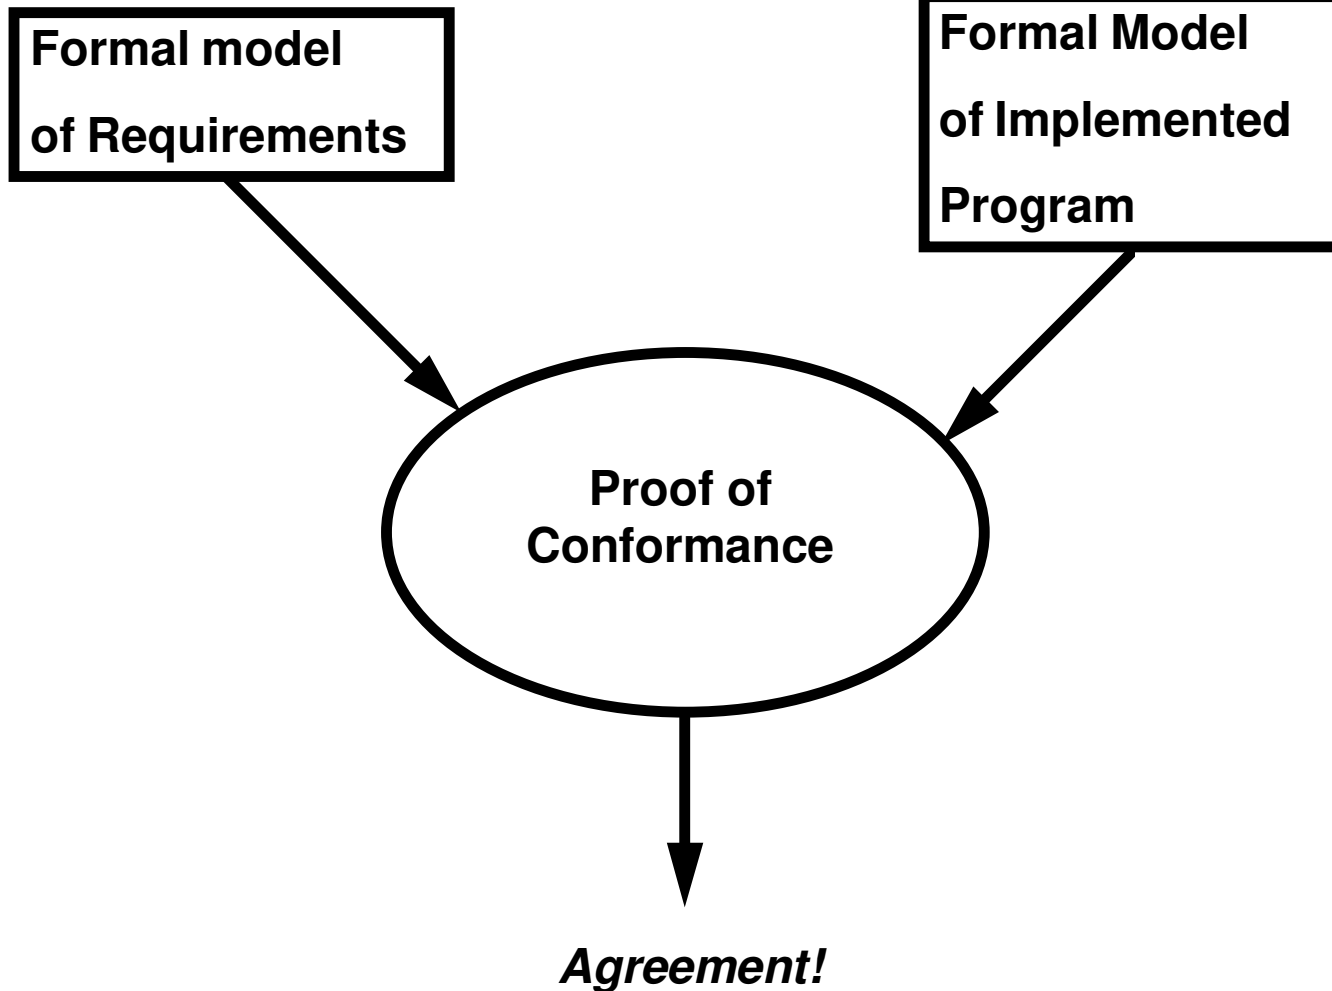 Formal model
of Requirements
Formal Model
of Implemented
Program
Proof of
Conformance
Agreement!